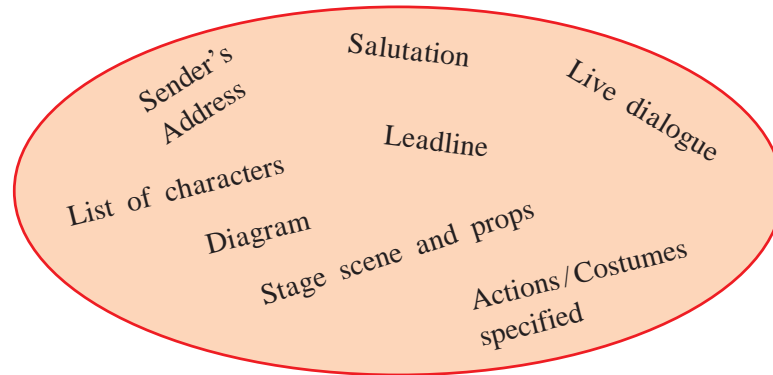 Sender's
Address
Salutation
Live dialogue
Leadline
List of characters
Diagram
Stage scene and props
Actions/Costumes
specified